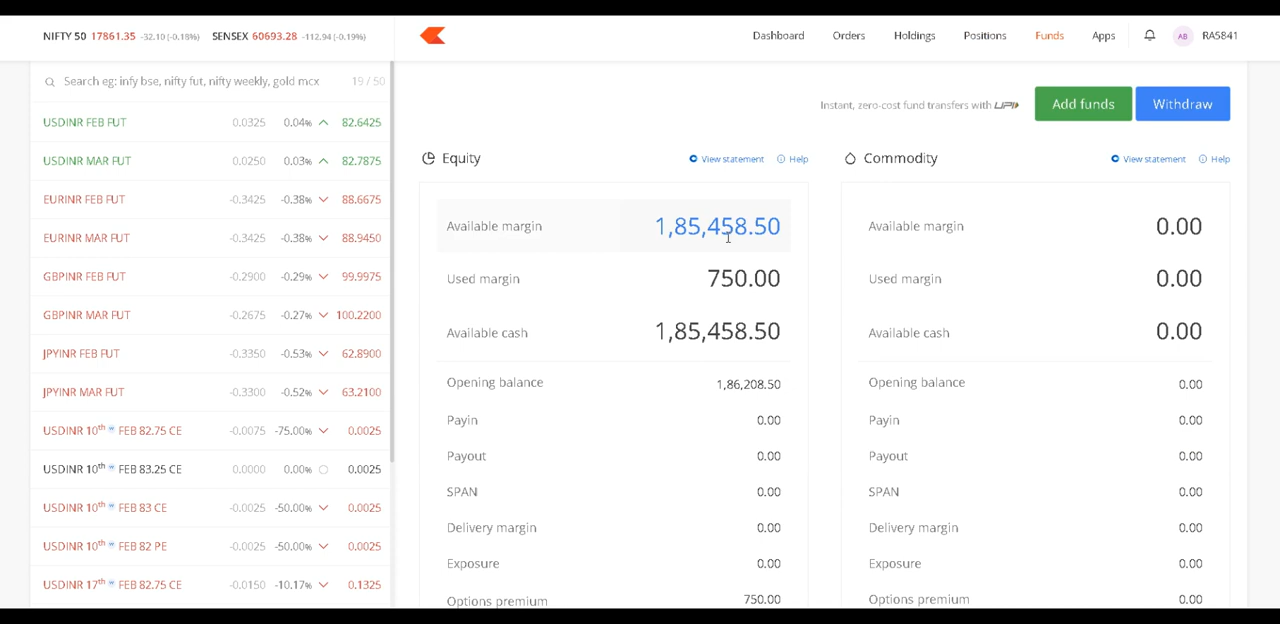 NIFTY 50 17861.35 -32.10 (-0.18%) SENSEX 60693.28 -112.94 (-0.19%)
Dashboard Orders Holdings Positions Funds Apps AB RA5841
Search eg: infy bse, nifty fut, nifty weekly, gold mcx 19 / 50
USDINR FEB FUT 0.0325 0.04% 82.6425
USDINR MAR FUT 0.0250 0.03% 82.7875
EURINR FEB FUT -0.3425 -0.38% 88.6675
EURINR MAR FUT -0.3425 -0.38% 88.9450
GBPINR FEB FUT -0.2900 -0.29% 99.9975
GBPINR MAR FUT -0.2675 -0.27% 100.2200
JPYINR FEB FUT -0.3350 -0.53% 62.8900
JPYINR MAR FUT -0.3300 -0.52% 63.2100
USDINR 10th w FEB 82.75 CE -0.0075 -75.00% 0.0025
USDINR 10th w FEB 83.25 CE 0.0000 0.00% 0.0025
USDINR 10th w FEB 83 CE -0.0025 -50.00% 0.0025
USDINR 10th w FEB 82 PE -0.0025 -50.00% 0.0025
USDINR 17th w FEB 82.75 CE -0.0150 -10.17% 0.1325
Instant, zero-cost fund transfers with UPI Add funds Withdraw
Equity View statement Help
Available margin 1,85,458.50
Used margin 750.00
Available cash 1,85,458.50
Opening balance 1,86,208.50
Payin 0.00
Payout 0.00
SPAN 0.00
Delivery margin 0.00
Exposure 0.00
Options premium 750.00
Commodity View statement Help
Available margin 0.00
Used margin 0.00
Available cash 0.00
Opening balance 0.00
Payin 0.00
Payout 0.00
SPAN 0.00
Delivery margin 0.00
Exposure 0.00
Options premium 0.00